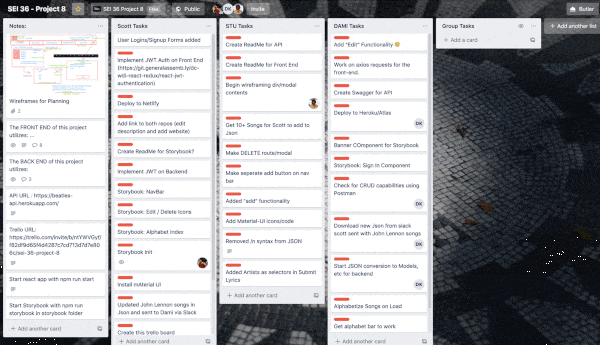 SEI 36 - Project 8
SEI 36 - Project 8
Free
Public
DK
Invite
Butler
Notes:
Wireframes for Planning
2
The FRONT END of this project
utilizes: ...
8
The BACK END of this project
utilizes:
3
API URL : https://beatles-
api.herokuapp.com/
Trello URL:
Start react app with npm run start
Start Storybook with npm run
storybook in storybook folder
+ Add another card
Scott Tasks
User Logins/Signup Forms added
Implement JWT Auth on Front End
(https://git.generalassemb.ly/dc-
wdi-react-redux/react-jwt-
authentication)
Deploy to Netlify
Add link to both repos (edit
description and add website)
Create ReadMe for Storybook?
Implement JWT on Backend
Storybook: NavBar
Storybook: Edit / Delete Icons
Storybook: Alphabet Index
Storybook Init
Install mAterial UI
Updated John Lennon songs in
Json and sent to Dami via Slack
Create this trello board
+ Add another card
STU Tasks
Create ReadMe for API
Create ReadMe for Front End
Begin wireframing dir/modal
contents
Get 10+ Songs for Scott to add to
Json
Make DELETE route/modal
Make seperate add button on nav
bar
Added "add" functionality
Add Material-UI icons/code
Removed /n syntax from JSON
Added Artists as selectors in Submit
Lyrics
+ Add another card
DAMI Tasks
Add "Edit" Functionality
Work on axios requests for the
front-end.
Create Swagger for API
Deploy to Heroku/Atlas
DK
Banner COmponent for Storybook
Storybook: Sign In Component
Check for CRUD capabilities using
Postman
DK
Download new Json from slack
scott sent with John Lennon songs
DK
Start JSON conversion to Models,
etc for backend
DK
Alphabetize Songs on Load
Get alphabet bar to work
+ Add another card
Group Tasks
+ Add a card
+ Add another list